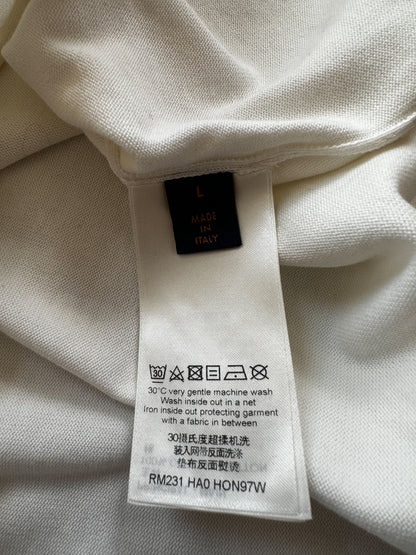 L
MADE
IN
ITALY
30
30°C very gentle machine wash
Wash inside out in a net
Iron inside out protecting garment
with a fabric in between
30摄氏度超揉机洗
装入网带反面洗涤
垫布反面熨烫
RM231 HA0 HON97W